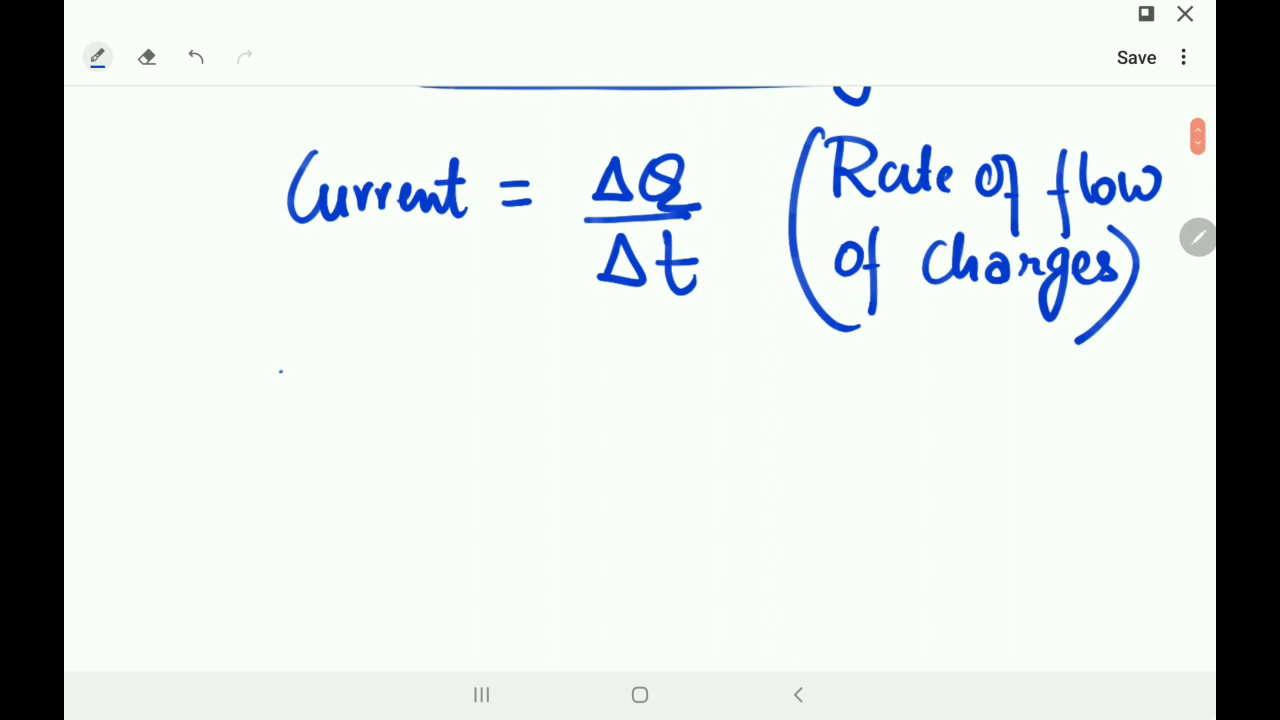 Save
Current = ΔQ/Δt (Rate of flow
of charges)